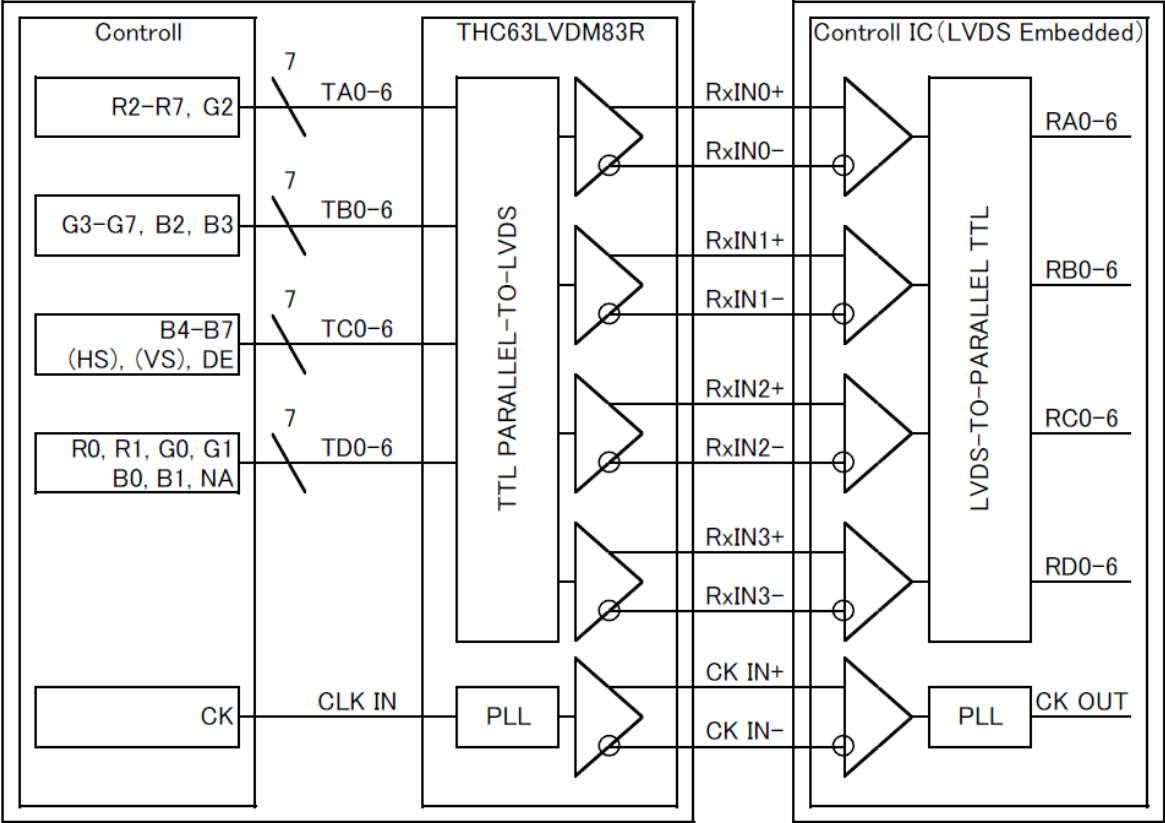 Controll
THC63LVDM83R
Controll IC(LVDS Embedded)
7
R2-R7, G2
TA0-6
RxIN0+
RxIN0-
RA0-6
7
G3-G7, B2, B3
TB0-6
RxIN1+
RxIN1-
RB0-6
7
B4-B7
(HS), (VS), DE
TC0-6
RxIN2+
RxIN2-
RC0-6
7
R0, R1, G0, G1
B0, B1, NA
TD0-6
RxIN3+
RxIN3-
RD0-6
TTL PARALLEL-TO-LVDS
LVDS-TO-PARALLEL TTL
CK
CLK IN
PLL
CK IN+
CK IN-
PLL
CK OUT